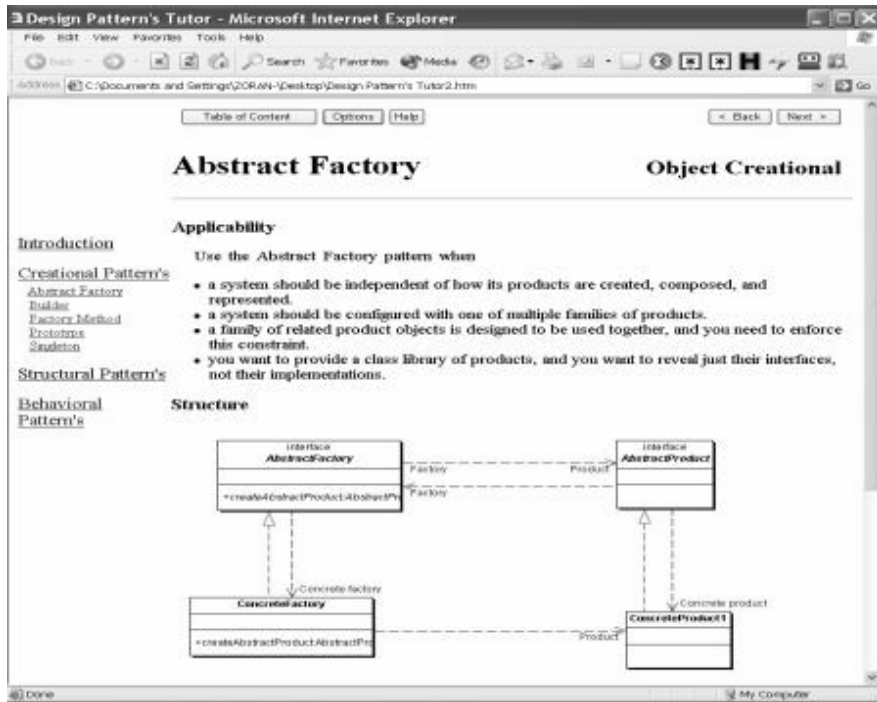 Design Pattern's Tutor - Microsoft Internet Explorer
File Edit View Favorites Tools Help
Back Search Favorites Media
Address C:\Documents and Settings\ZORAN-\Desktop\Design Pattern's Tutor2.htm Go
Table of Content Options Help < Back Next >
Abstract Factory Object Creational
Introduction
Creational Pattern's
Abstract Factory
Builder
Factory Method
Prototype
Singleton
Structural Pattern's
Behavioral
Pattern's
Applicability
Use the Abstract Factory pattern when
• a system should be independent of how its products are created, composed, and
represented.
• a system should be configured with one of multiple families of products.
• a family of related product objects is designed to be used together, and you need to enforce
this constraint.
• you want to provide a class library of products, and you want to reveal just their interfaces,
not their implementations.
Structure
interface
AbstractFactory
+createAbstractProduct:AbstractPr
Factory Product
Factory
interface
AbstractProduct
Concrete factory
Concrete product
ConcreteFactory
+createAbstractProduct:AbstractPro
Product
ConcreteProduct1
Done My Computer